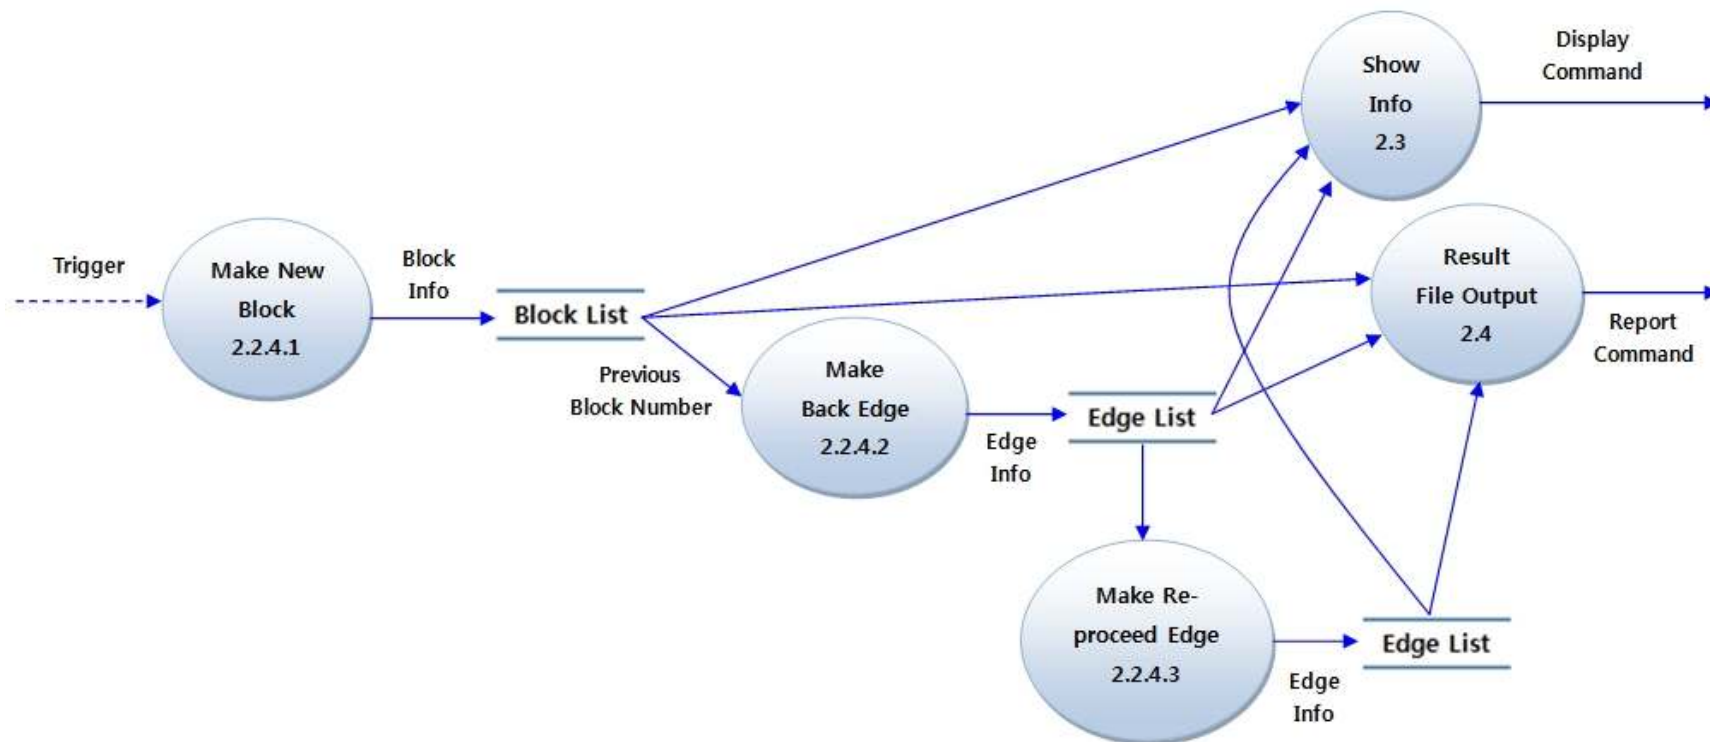 Trigger
Make New
Block
2.2.4.1
Block
Info
Block List
Previous
Block Number
Make
Back Edge
2.2.4.2
Edge
Info
Edge List
Make Re-
proceed Edge
2.2.4.3
Edge
Info
Edge List
Show
Info
2.3
Display
Command
Result
File Output
2.4
Report
Command